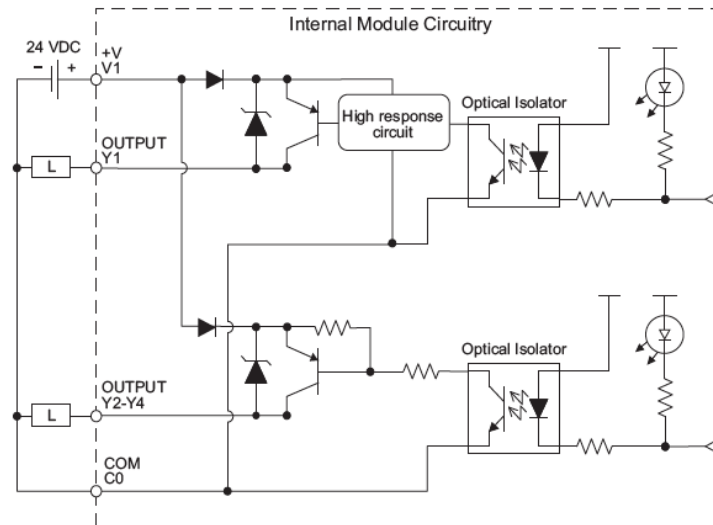 Internal Module Circuitry
24 VDC
− +
+V
V1
OUTPUT
Y1
L
High response
circuit
Optical Isolator
OUTPUT
Y2-Y4
L
Optical Isolator
COM
C0